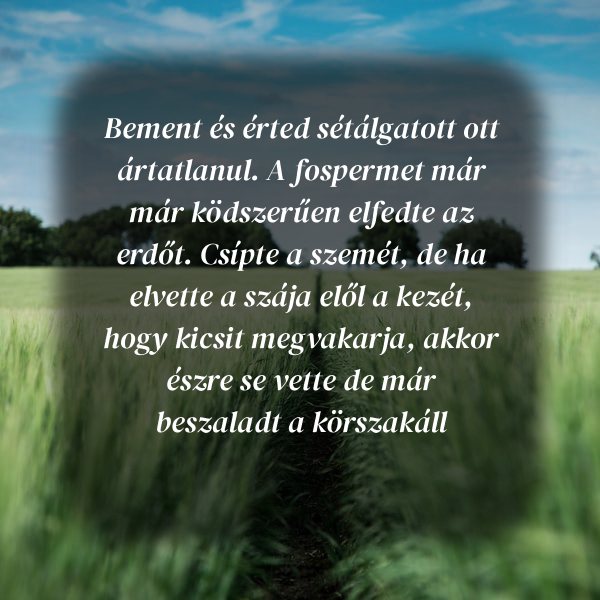 Bement és érted sétálgatott ott
ártatlanul. A fospermet már
már ködszerűen elfedte az
erdőt. Csípte a szemét, de ha
elvette a szája elől a kezét,
hogy kicsit megvakarja, akkor
észre se vette de már
beszaladt a körszakáll